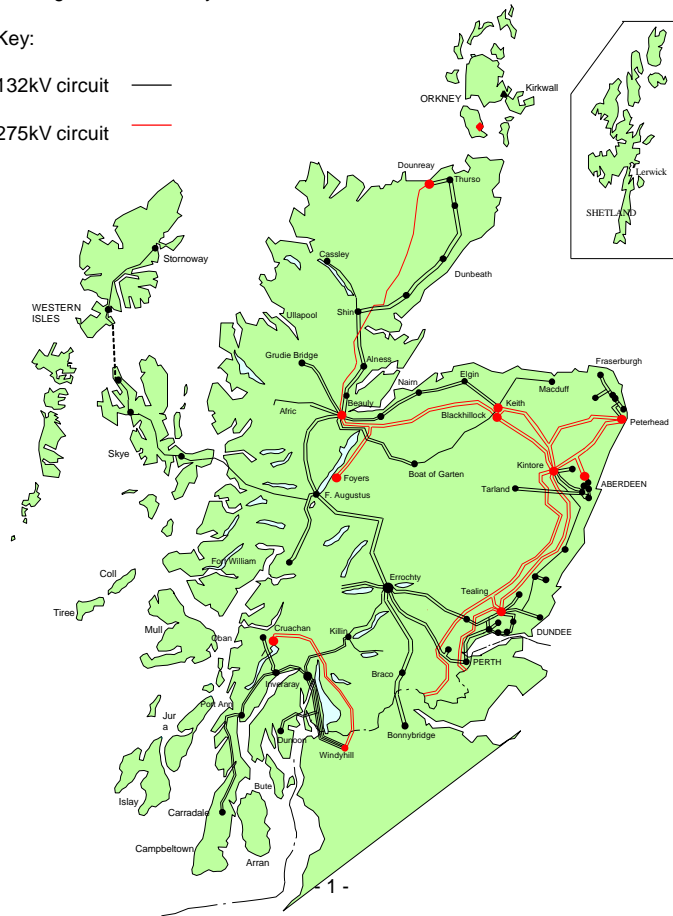 Key:
132kV circuit
275kV circuit
ORKNEY
Kirkwall
Dounreay
Thurso
Lerwick
SHETLAND
Stornoway
Cassley
Dunbeath
WESTERN
ISLES
Ullapool
Shin
Grudie Bridge
Alness
Nairn
Elgin
Fraserburgh
Macduff
Beauly
Keith
Afric
Blackhillock
Peterhead
Skye
Foyers
Boat of Garten
Kintore
F. Augustus
Tarland
ABERDEEN
Fort William
Coll
Errochty
Tealing
Tiree
Mull
Cruachan
Killin
Oban
DUNDEE
PERTH
Inveraray
Braco
Port Ann
Jur
a
Dunoon
Bonnybridge
Windyhill
Bute
Islay
Carradale
Campbeltown
Arran
- 1 -